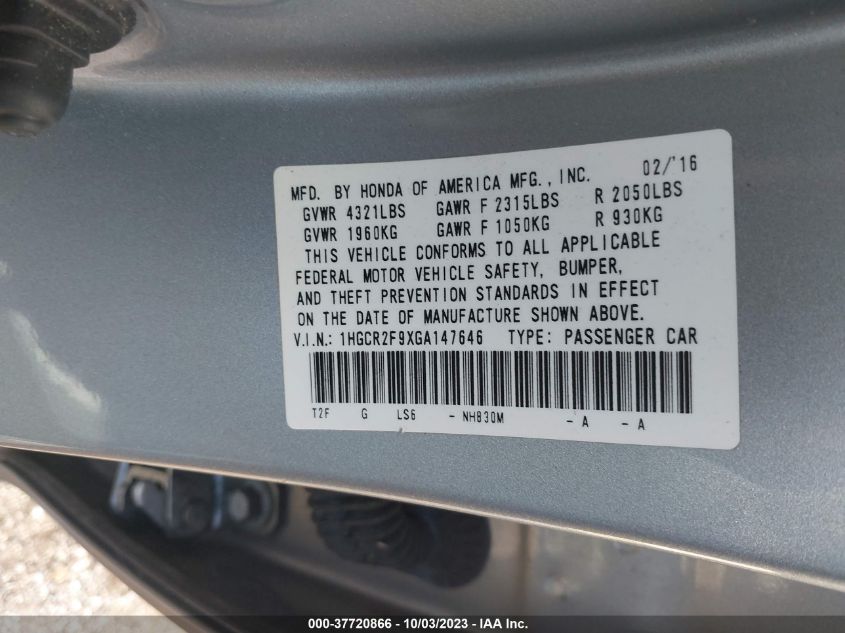 MFD. BY HONDA OF AMERICA MFG., INC. 02/'16
GVWR 4321LBS GAWR F 2315LBS R 2050LBS
GVWR 1960KG GAWR F 1050KG R 930KG
THIS VEHICLE CONFORMS TO ALL APPLICABLE
FEDERAL MOTOR VEHICLE SAFETY, BUMPER,
AND THEFT PREVENTION STANDARDS IN EFFECT
ON THE DATE OF MANUFACTURE SHOWN ABOVE.
V.I.N.: 1HGCR2F9XGA147646 TYPE: PASSENGER CAR
T2F G LS6 - NH830M - A - A
000-37720866 - 10/03/2023 - IAA Inc.